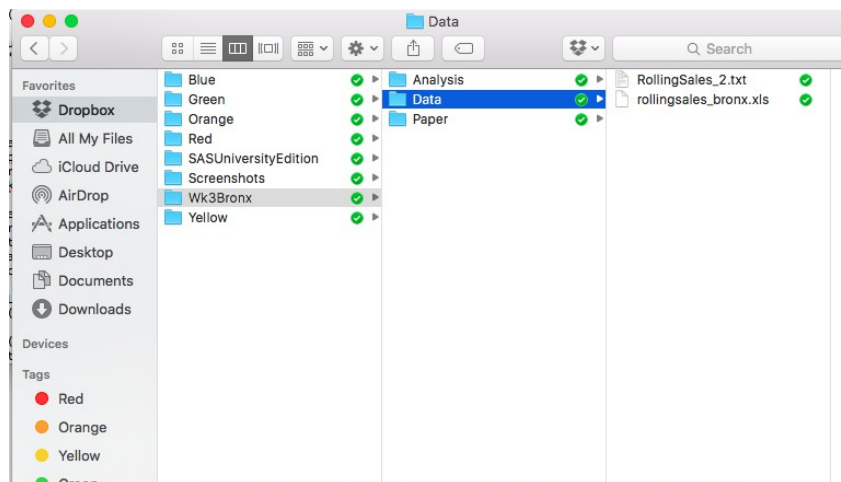 Data
Search
Favorites
Dropbox
All My Files
iCloud Drive
AirDrop
Applications
Desktop
Documents
Downloads
Devices
Tags
Red
Orange
Yellow
Green
Blue
Green
Orange
Red
SASUniversityEdition
Screenshots
Wk3Bronx
Yellow
Analysis
Data
Paper
RollingSales_2.txt
rollingsales_bronx.xls